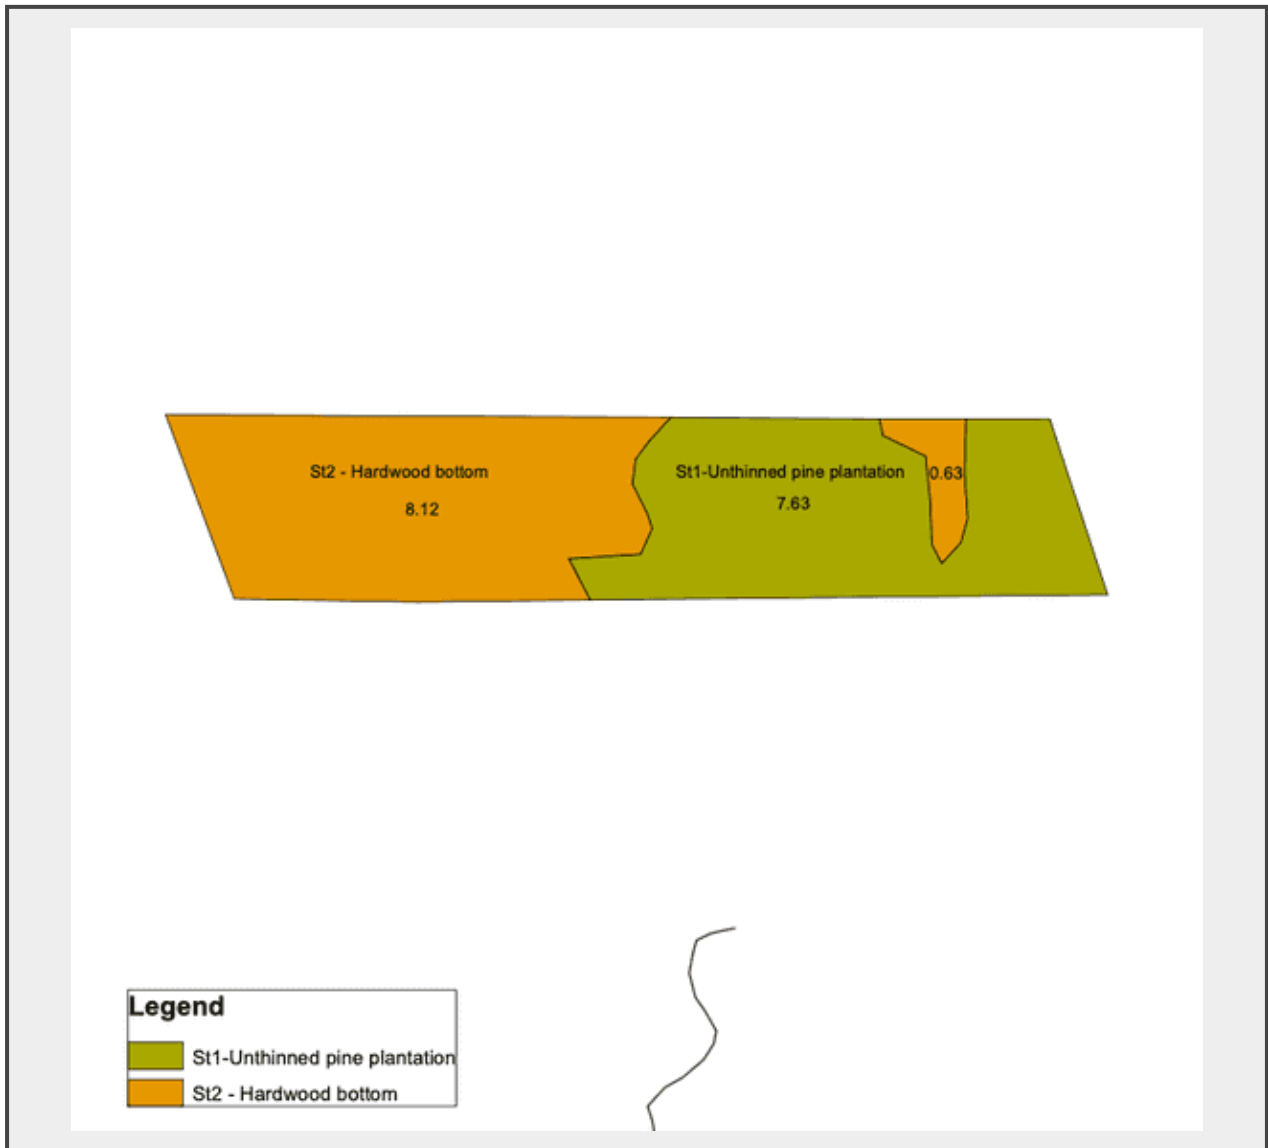 St2 - Hardwood bottom
8.12
St1-Unthinned pine plantation
7.63
0.63
Legend
St1-Unthinned pine plantation
St2 - Hardwood bottom